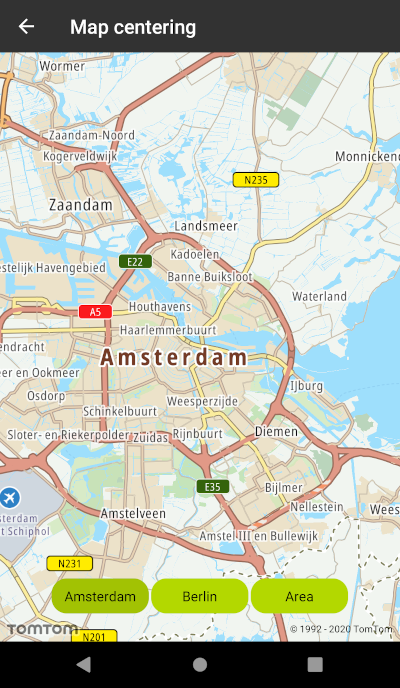 Map centering
Wormer
Zaandam-Noord
Kogerveldwijk
Monnickend
N235
Zaandam
Landsmeer
Kadoelen
E22
estelijk Havengebied
Banne Buiksloot
Waterland
Houthavens
A5
Haarlemmerbuurt
endracht
Amsterdam
er en Ookmeer
IJburg
Osdorp
Weesperzijde
Schinkelbuurt
Sloter- en Riekerpolder
Zuidas
Rijnbuurt
Diemen
E35
Bijlmer
Nellestein
sterdam
t Schiphol
Amstelveen
Wees
Amstel III en Bullewijk
N231
Amsterdam
Berlin
Area
TOMTOM
N201
© 1992 - 2020 TomTom.